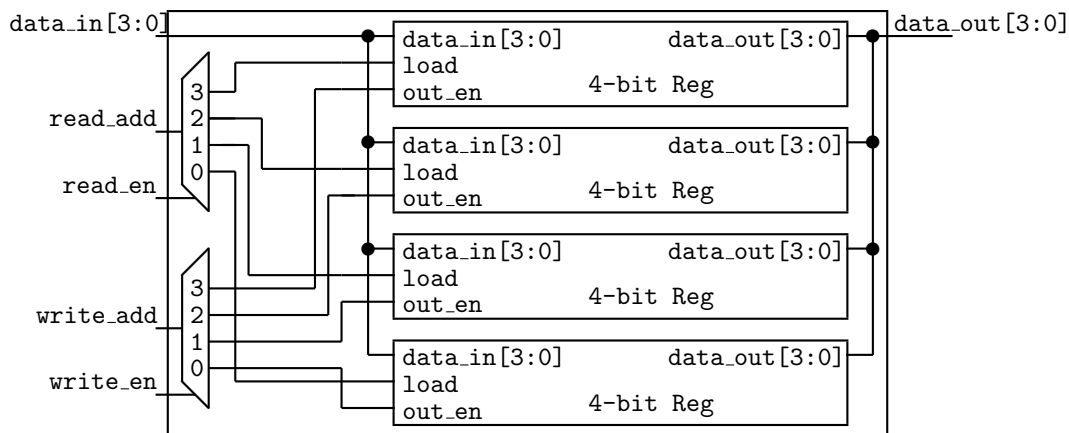 data_in[3:0]
data_out[3:0]
read_add
read_en
3
2
1
0
write_add
write_en
3
2
1
0
data_in[3:0] data_out[3:0]
load
out_en
4-bit Reg
data_in[3:0] data_out[3:0]
load
out_en
4-bit Reg
data_in[3:0] data_out[3:0]
load
out_en
4-bit Reg
data_in[3:0] data_out[3:0]
load
out_en
4-bit Reg